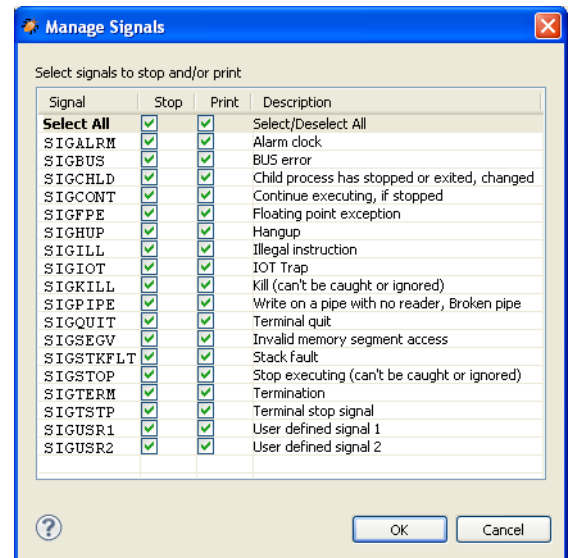 Manage Signals
Select signals to stop and/or print
Signal Stop Print Description
Select All Select/Deselect All
SIGALRM Alarm clock
SIGBUS BUS error
SIGCHLD Child process has stopped or exited, changed
SIGCONT Continue executing, if stopped
SIGFPE Floating point exception
SIGHUP Hangup
SIGILL Illegal instruction
SIGIOT IOT Trap
SIGKILL Kill (can't be caught or ignored)
SIGPIPE Write on a pipe with no reader, Broken pipe
SIGQUIT Terminal quit
SIGSEGV Invalid memory segment access
SIGSTKFLT Stack fault
SIGSTOP Stop executing (can't be caught or ignored)
SIGTERM Termination
SIGTSTP Terminal stop signal
SIGUSR1 User defined signal 1
SIGUSR2 User defined signal 2
? OK Cancel